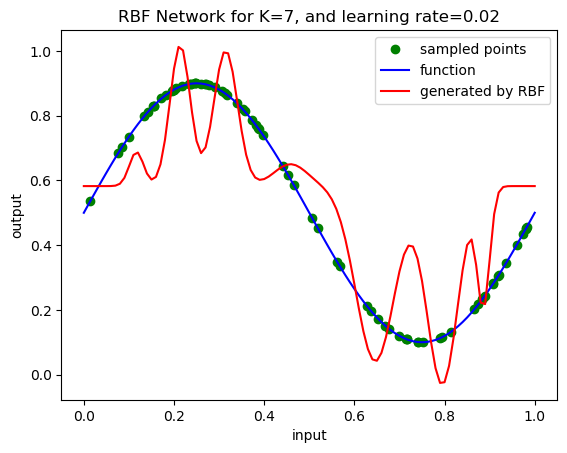 RBF Network for K=7, and learning rate=0.02
sampled points
function
generated by RBF
output
1.0
0.8
0.6
0.4
0.2
0.0
0.0 0.2 0.4 0.6 0.8 1.0
input